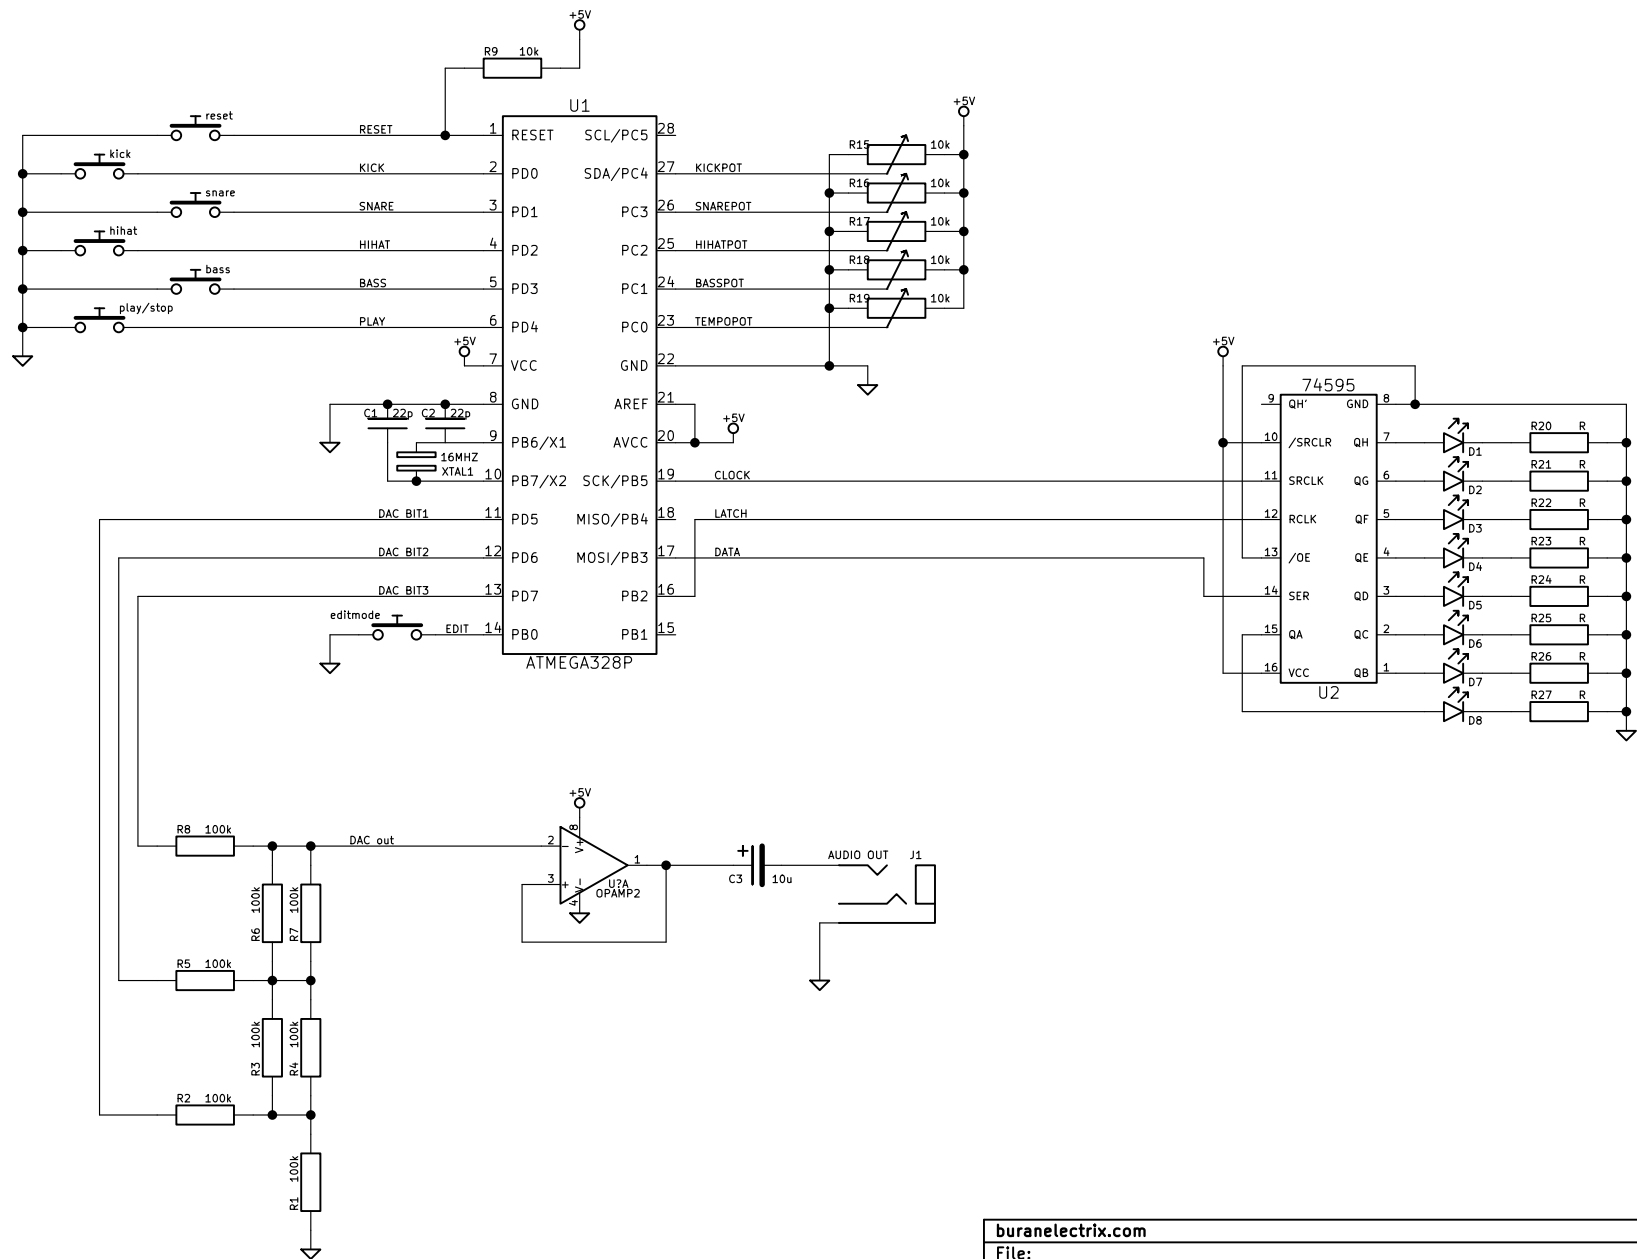 +5V
R9 10k
U1
reset
RESET
1 RESET
SCL/PC5 28
kick
KICK
2 PD0
SDA/PC4 27
KICKPOT
snare
SNARE
3 PD1
PC3 26
SNAREPOT
hihat
HIHAT
4 PD2
PC2 25
HIHATPOT
bass
BASS
5 PD3
PC1 24
BASSPOT
play/stop
PLAY
6 PD4
PC0 23
TEMPOPOT
+5V
7 VCC
GND 22
8 GND
AREF 21
C1 22p
C2 22p
9 PB6/X1
AVCC 20
+5V
16MHZ
XTAL1
10 PB7/X2
SCK/PB5 19
CLOCK
DAC BIT1
11 PD5
MISO/PB4 18
LATCH
DAC BIT2
12 PD6
MOSI/PB3 17
DATA
DAC BIT3
13 PD7
PB2 16
editmode
EDIT
14 PB0
PB1 15
ATMEGA328P
+5V
R15 10k
R16 10k
R17 10k
R18 10k
R19 10k
+5V
74595
9 QH'
GND 8
10 /SRCLR
QH 7
D1
R20 R
11 SRCLK
QG 6
D2
R21 R
12 RCLK
QF 5
D3
R22 R
13 /OE
QE 4
D4
R23 R
14 SER
QD 3
D5
R24 R
15 QA
QC 2
D6
R25 R
16 VCC
QB 1
D7
R26 R
U2
D8
R27 R
R8 100k
DAC out
+5V
8
V+
2 -
3 +
1
V-
4
U?A
OPAMP2
C3 10u
AUDIO OUT
J1
R6 100k
R7 100k
R5 100k
R3 100k
R4 100k
R2 100k
R1 100k
buranelectrix.com
File: